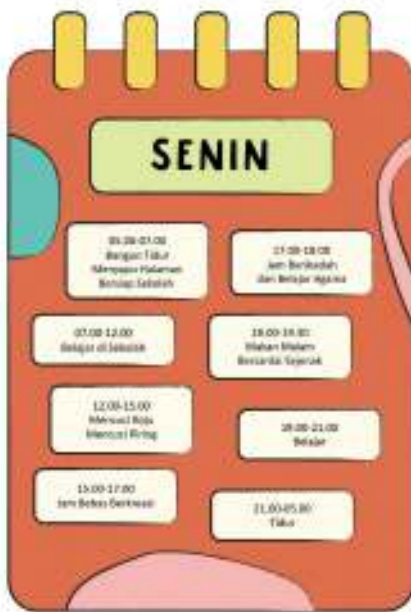 SENIN
05.00-07.00
Bangun Tidur
Menyapu Halaman
Bersiap Sekolah
07.00-12.00
Belajar di Sekolah
12.00-15.00
Mencuci Baju
Mencuci Piring
15.00-17.00
Jam Bebas Berkreasi
17.00-18.00
Jam Beribadah
dan Belajar Agama
18.00-19.00
Makan Malam
Bersantai Sejenak
19.00-21.00
Belajar
21.00-05.00
Tidur